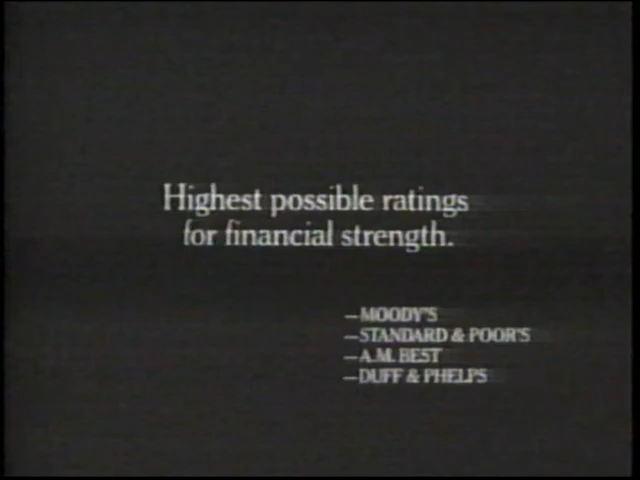 Highest possible ratings
for financial strength.
—MOODY'S
—STANDARD & POOR'S
—A.M. BEST
—DUFF & PHELPS